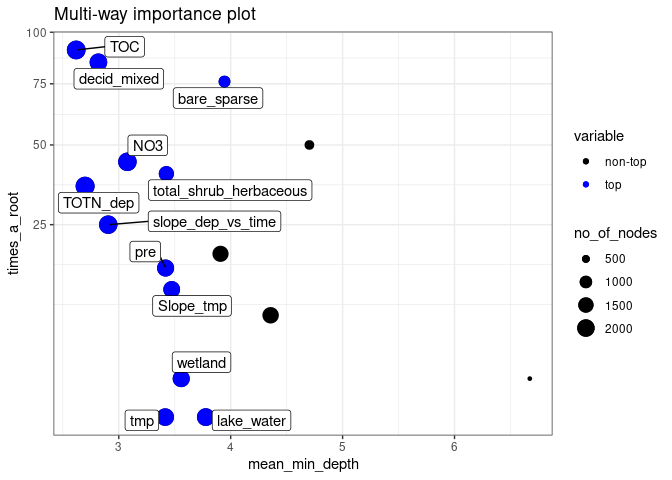 Multi-way importance plot
times_a_root
100
75
50
25
TOC
decid_mixed
bare_sparse
NO3
total_shrub_herbaceous
TOTN_dep
slope_dep_vs_time
pre
Slope_tmp
wetland
tmp
lake_water
3
4
5
6
mean_min_depth
variable
non-top
top
no_of_nodes
500
1000
1500
2000